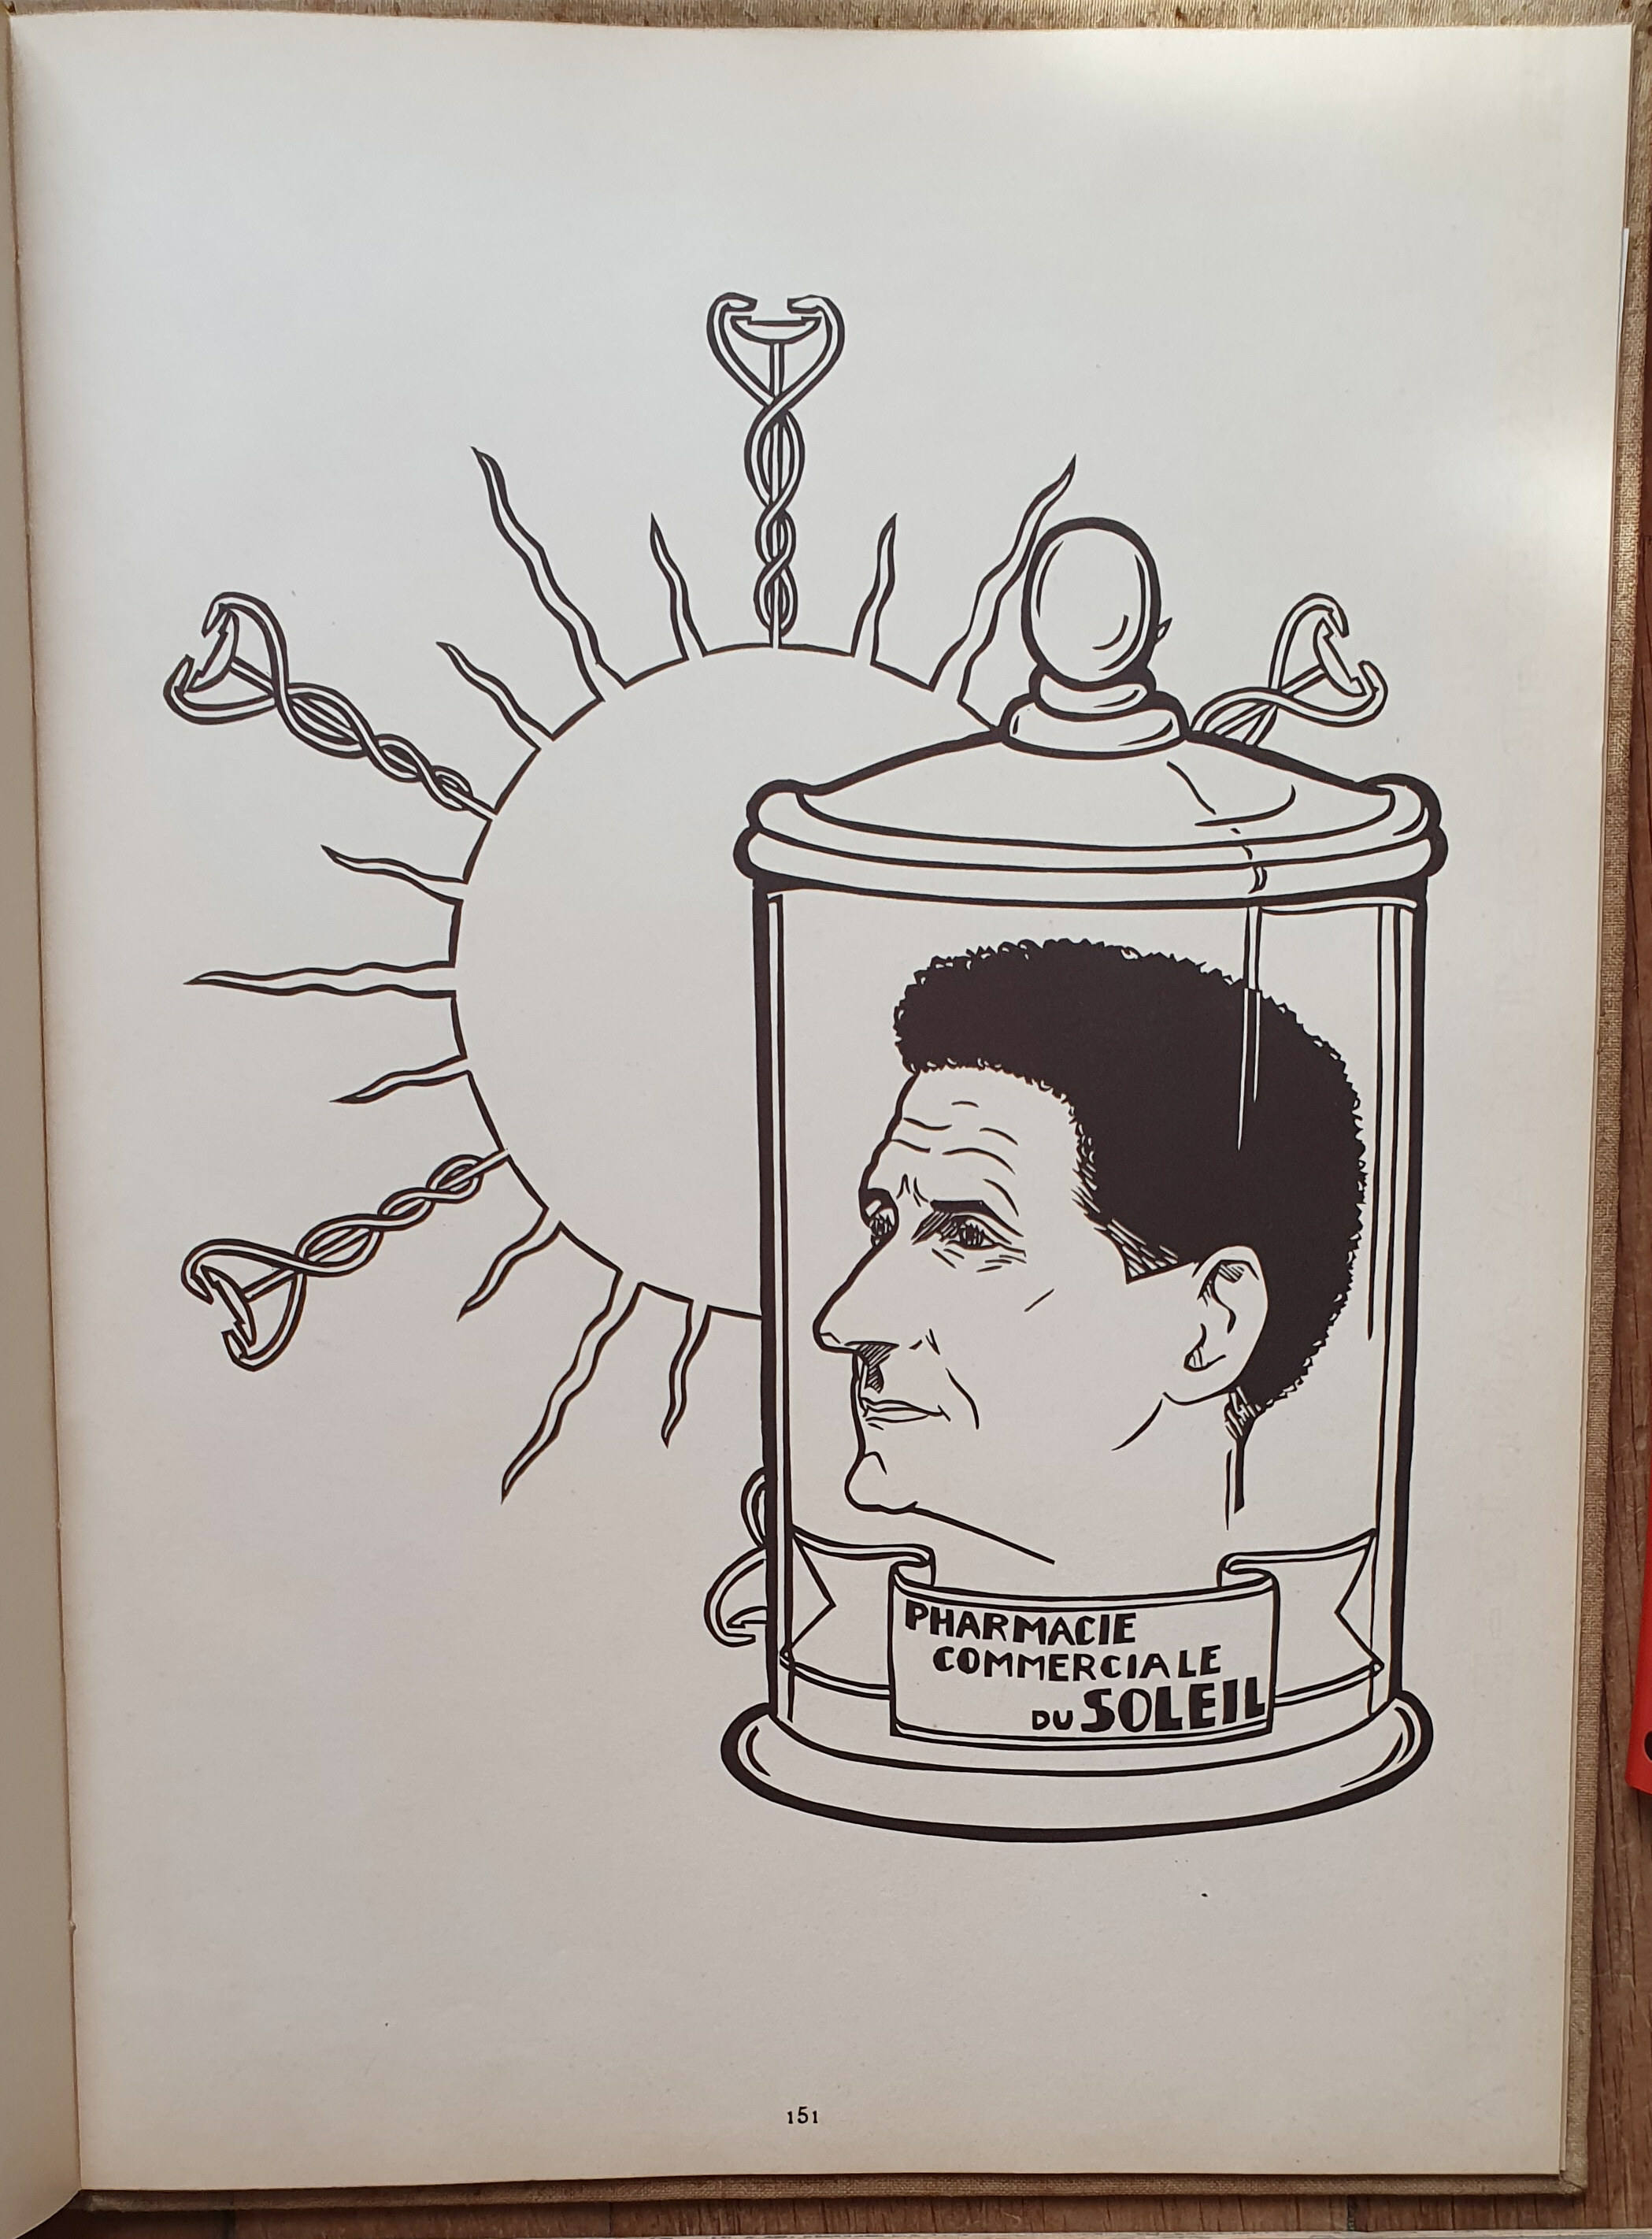 PHARMACIE
COMMERCIALE
DU SOLEIL
151